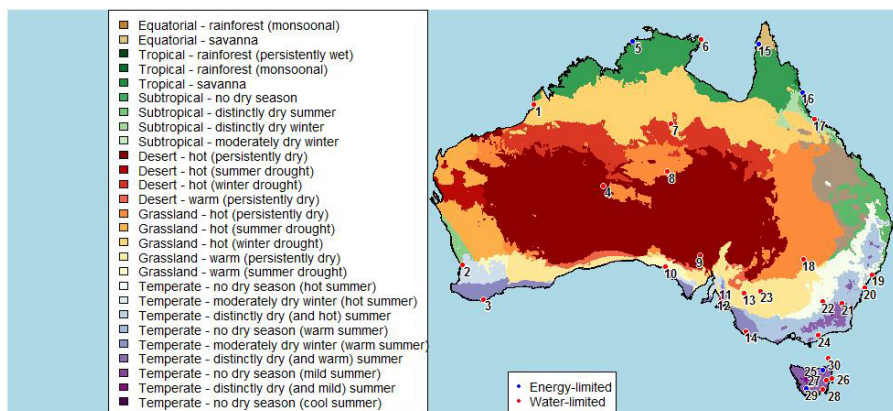 Equatorial - rainforest (monsoonal)
Equatorial - savanna
Tropical - rainforest (persistently wet)
Tropical - rainforest (monsoonal)
Tropical - savanna
Subtropical - no dry season
Subtropical - distinctly dry summer
Subtropical - distinctly dry winter
Subtropical - moderately dry winter
Desert - hot (persistently dry)
Desert - hot (summer drought)
Desert - hot (winter drought)
Desert - warm (persistently dry)
Grassland - hot (persistently dry)
Grassland - hot (summer drought)
Grassland - hot (winter drought)
Grassland - warm (persistently dry)
Grassland - warm (summer drought)
Temperate - no dry season (hot summer)
Temperate - moderately dry winter (hot summer)
Temperate - distinctly dry (and hot) summer
Temperate - no dry season (warm summer)
Temperate - moderately dry winter (warm summer)
Temperate - distinctly dry (and warm) summer
Temperate - no dry season (mild summer)
Temperate - distinctly dry (and mild) summer
Temperate - no dry season (cool summer)
5
6
15
1
16
7
17
8
4
2
9
10
18
19
3
11
12
13
23
20
22
21
14
24
30
25
27
26
29
28
Energy-limited
Water-limited